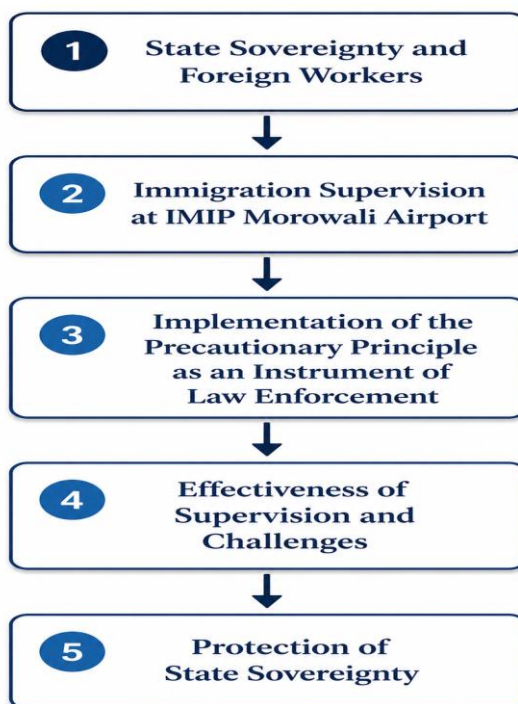 1
State Sovereignty and
Foreign Workers
2
Immigration Supervision
at IMIP Morowali Airport
3
Implementation of the
Precautionary Principle
as an Instrument of
Law Enforcement
4
Effectiveness of
Supervision and
Challenges
5
Protection of
State Sovereignty